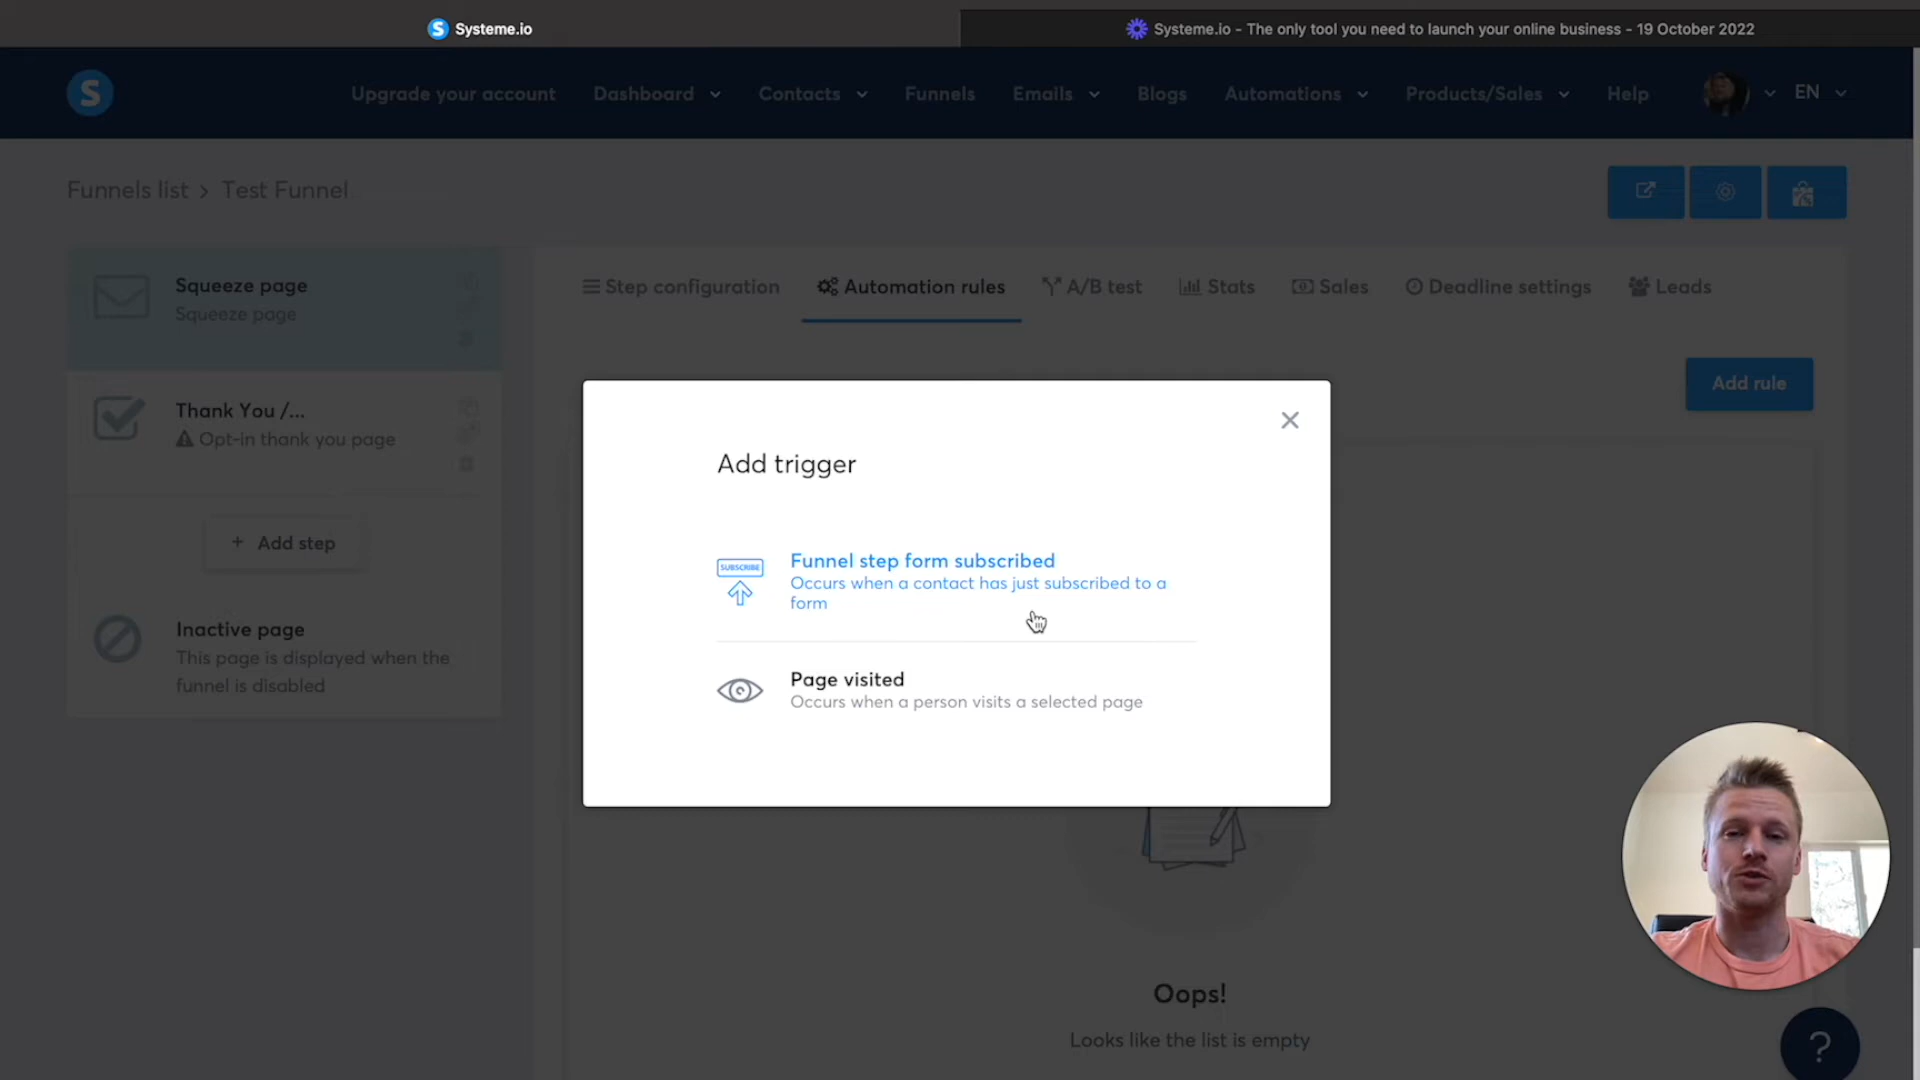 Systeme.io
Systeme.io - The only tool you need to launch your online business - 19 October 2022
S
Upgrade your account
Dashboard
Contacts
Funnels
Emails
Blogs
Automations
Products/Sales
Help
EN
Funnels list > Test Funnel
Squeeze page
Squeeze page
Thank You /...
Opt-in thank you page
+ Add step
Inactive page
This page is displayed when the
funnel is disabled
Step configuration
Automation rules
A/B test
Stats
Sales
Deadline settings
Leads
Add rule
Add trigger
SUBSCRIBE
Funnel step form subscribed
Occurs when a contact has just subscribed to a
form
Page visited
Occurs when a person visits a selected page
Oops!
Looks like the list is empty
?